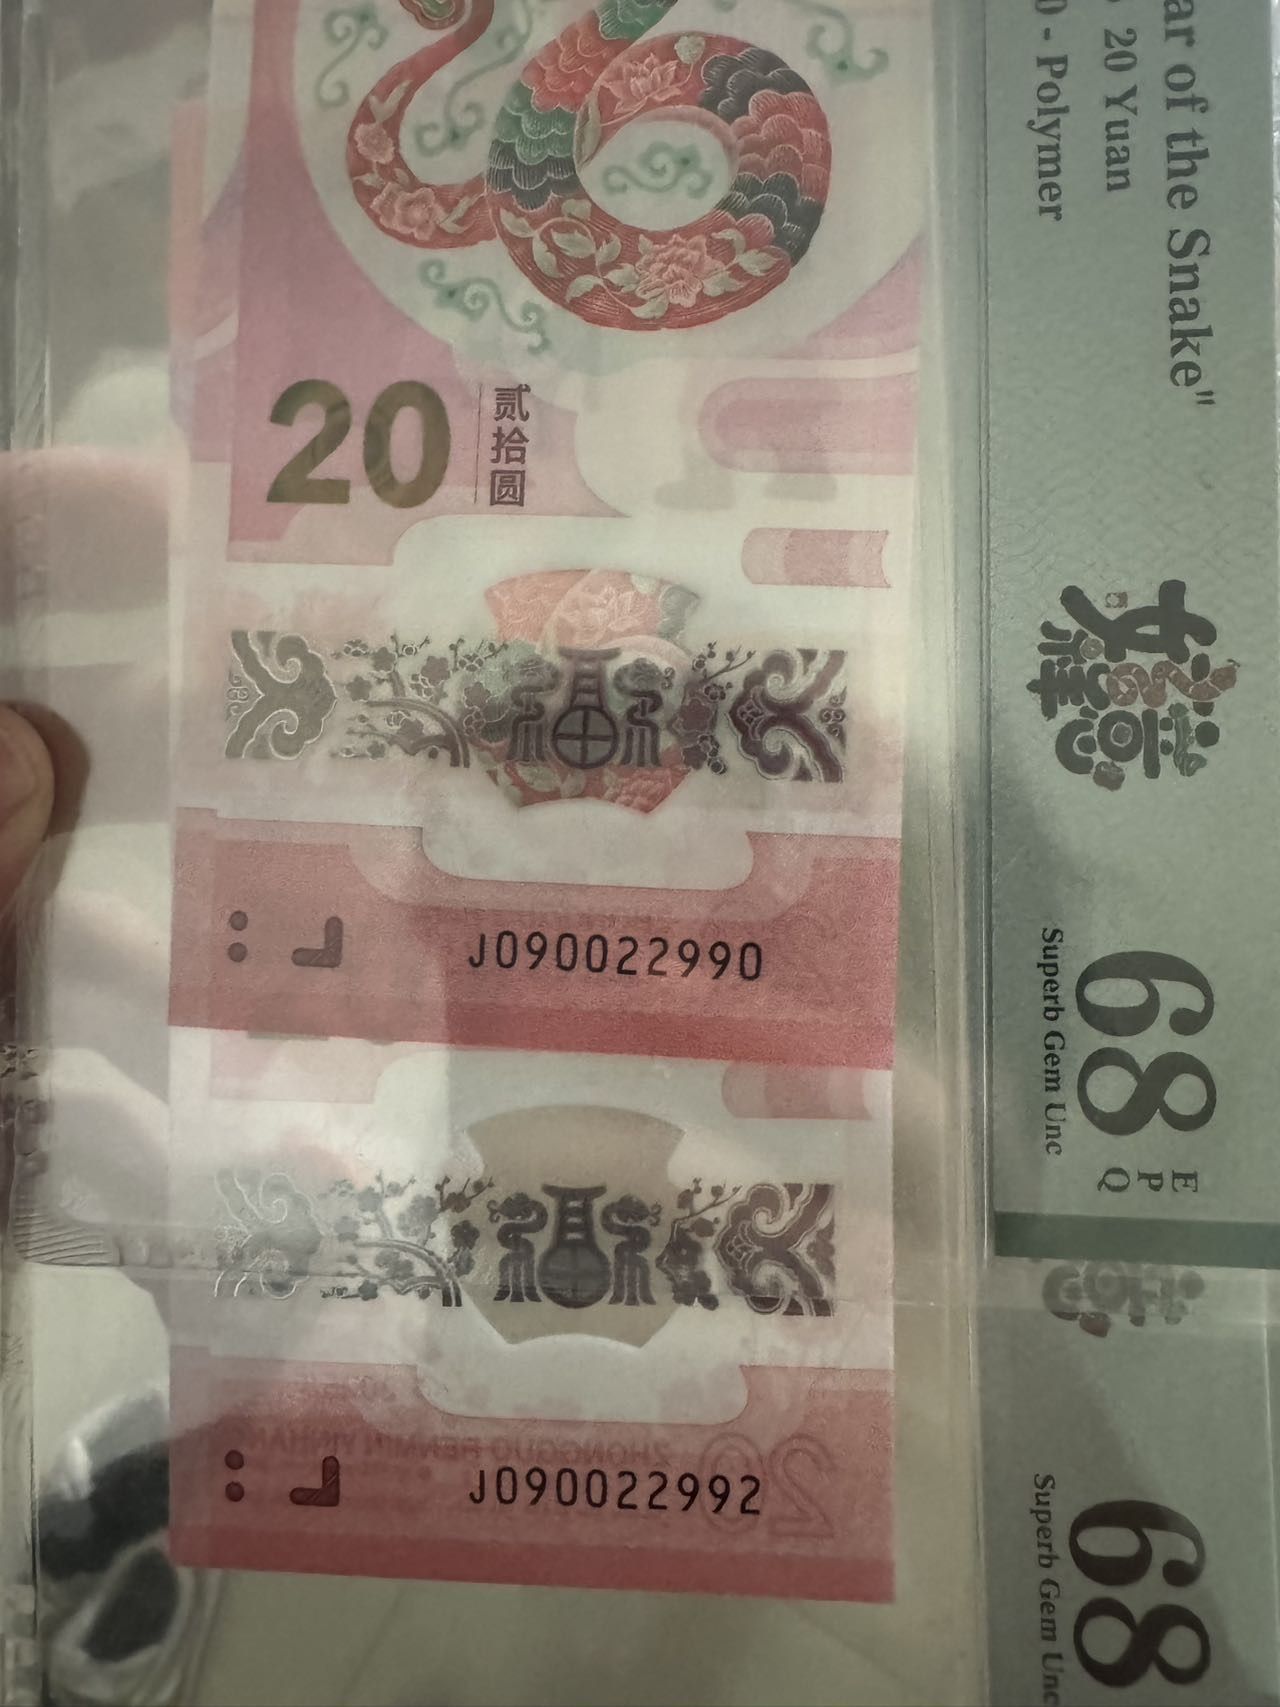 ar of the Snake"
20 Yuan
0 - Polymer
20
贰拾圆
J090022990
68
EPQ
Superb Gem Unc
J090022992
68
Superb Gem Unc